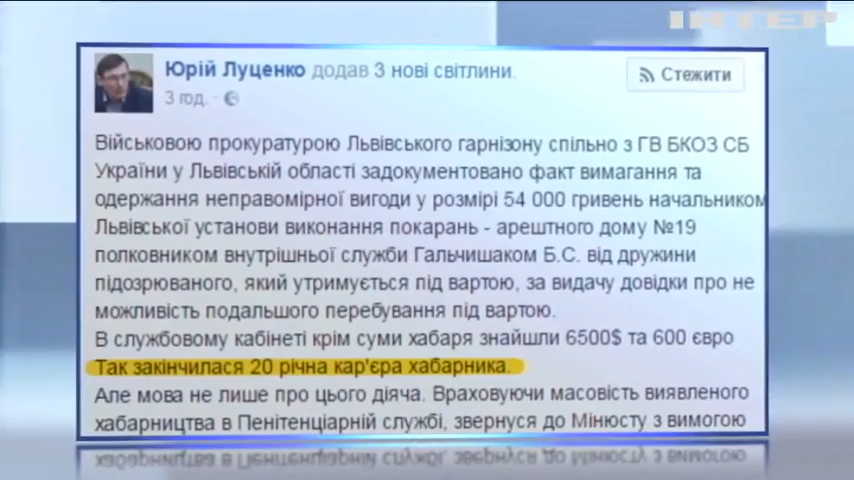 ІНТЕР
Юрій Луценко додав 3 нові світлини.
Стежити
3 год.
Військовою прокуратурою Львівського гарнізону спільно з ГВ БКОЗ СБ
України у Львівській області задокументовано факт вимагання та
одержання неправомірної вигоди у розмірі 54 000 гривень начальником
Львівської установи виконання покарань - арештного дому №19
полковником внутрішньої служби Гальчишаком Б.С. від дружини
підозрюваного, який утримується під вартою, за видачу довідки про не
можливість подальшого перебування під вартою.
В службовому кабінеті крім суми хабаря знайшли 6500$ та 600 євро
Так закінчилася 20 річна кар'єра хабарника.
Але мова не лише про цього діяча. Враховуючи масовість виявленого
хабарництва в Пенітенціарній службі, звернуся до Мінюсту з вимогою